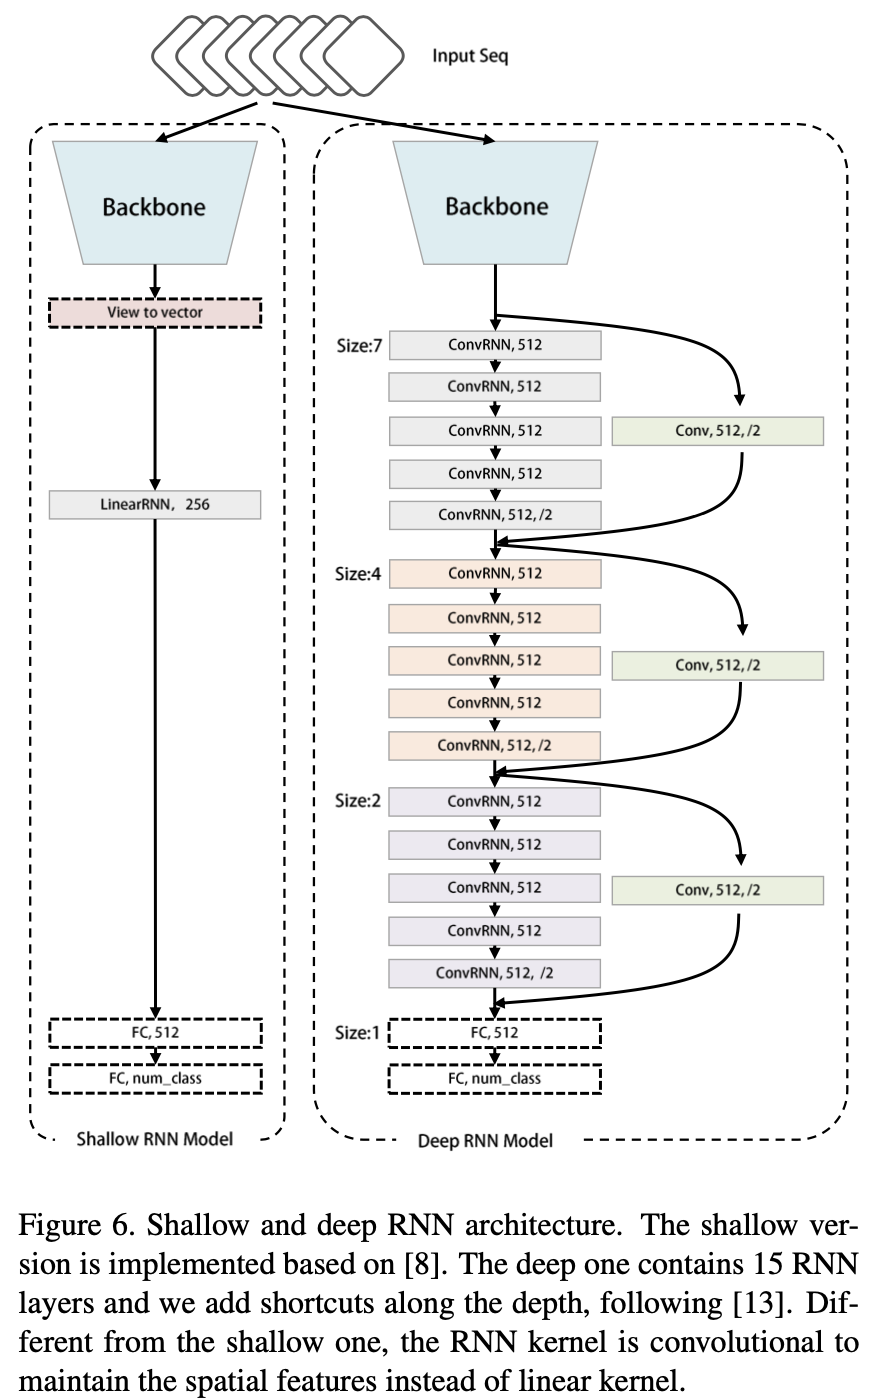 Input Seq
Backbone
View to vector
LinearRNN, 256
FC, 512
FC, num_class
Shallow RNN Model
Backbone
Size:7
ConvRNN, 512
ConvRNN, 512
ConvRNN, 512
Conv, 512, /2
ConvRNN, 512
ConvRNN, 512, /2
Size:4
ConvRNN, 512
ConvRNN, 512
ConvRNN, 512
Conv, 512, /2
ConvRNN, 512
ConvRNN, 512, /2
Size:2
ConvRNN, 512
ConvRNN, 512
ConvRNN, 512
Conv, 512, /2
ConvRNN, 512
ConvRNN, 512, /2
Size:1
FC, 512
FC, num_class
Deep RNN Model
Figure 6. Shallow and deep RNN architecture. The shallow ver-
sion is implemented based on [8]. The deep one contains 15 RNN
layers and we add shortcuts along the depth, following [13]. Dif-
ferent from the shallow one, the RNN kernel is convolutional to
maintain the spatial features instead of linear kernel.